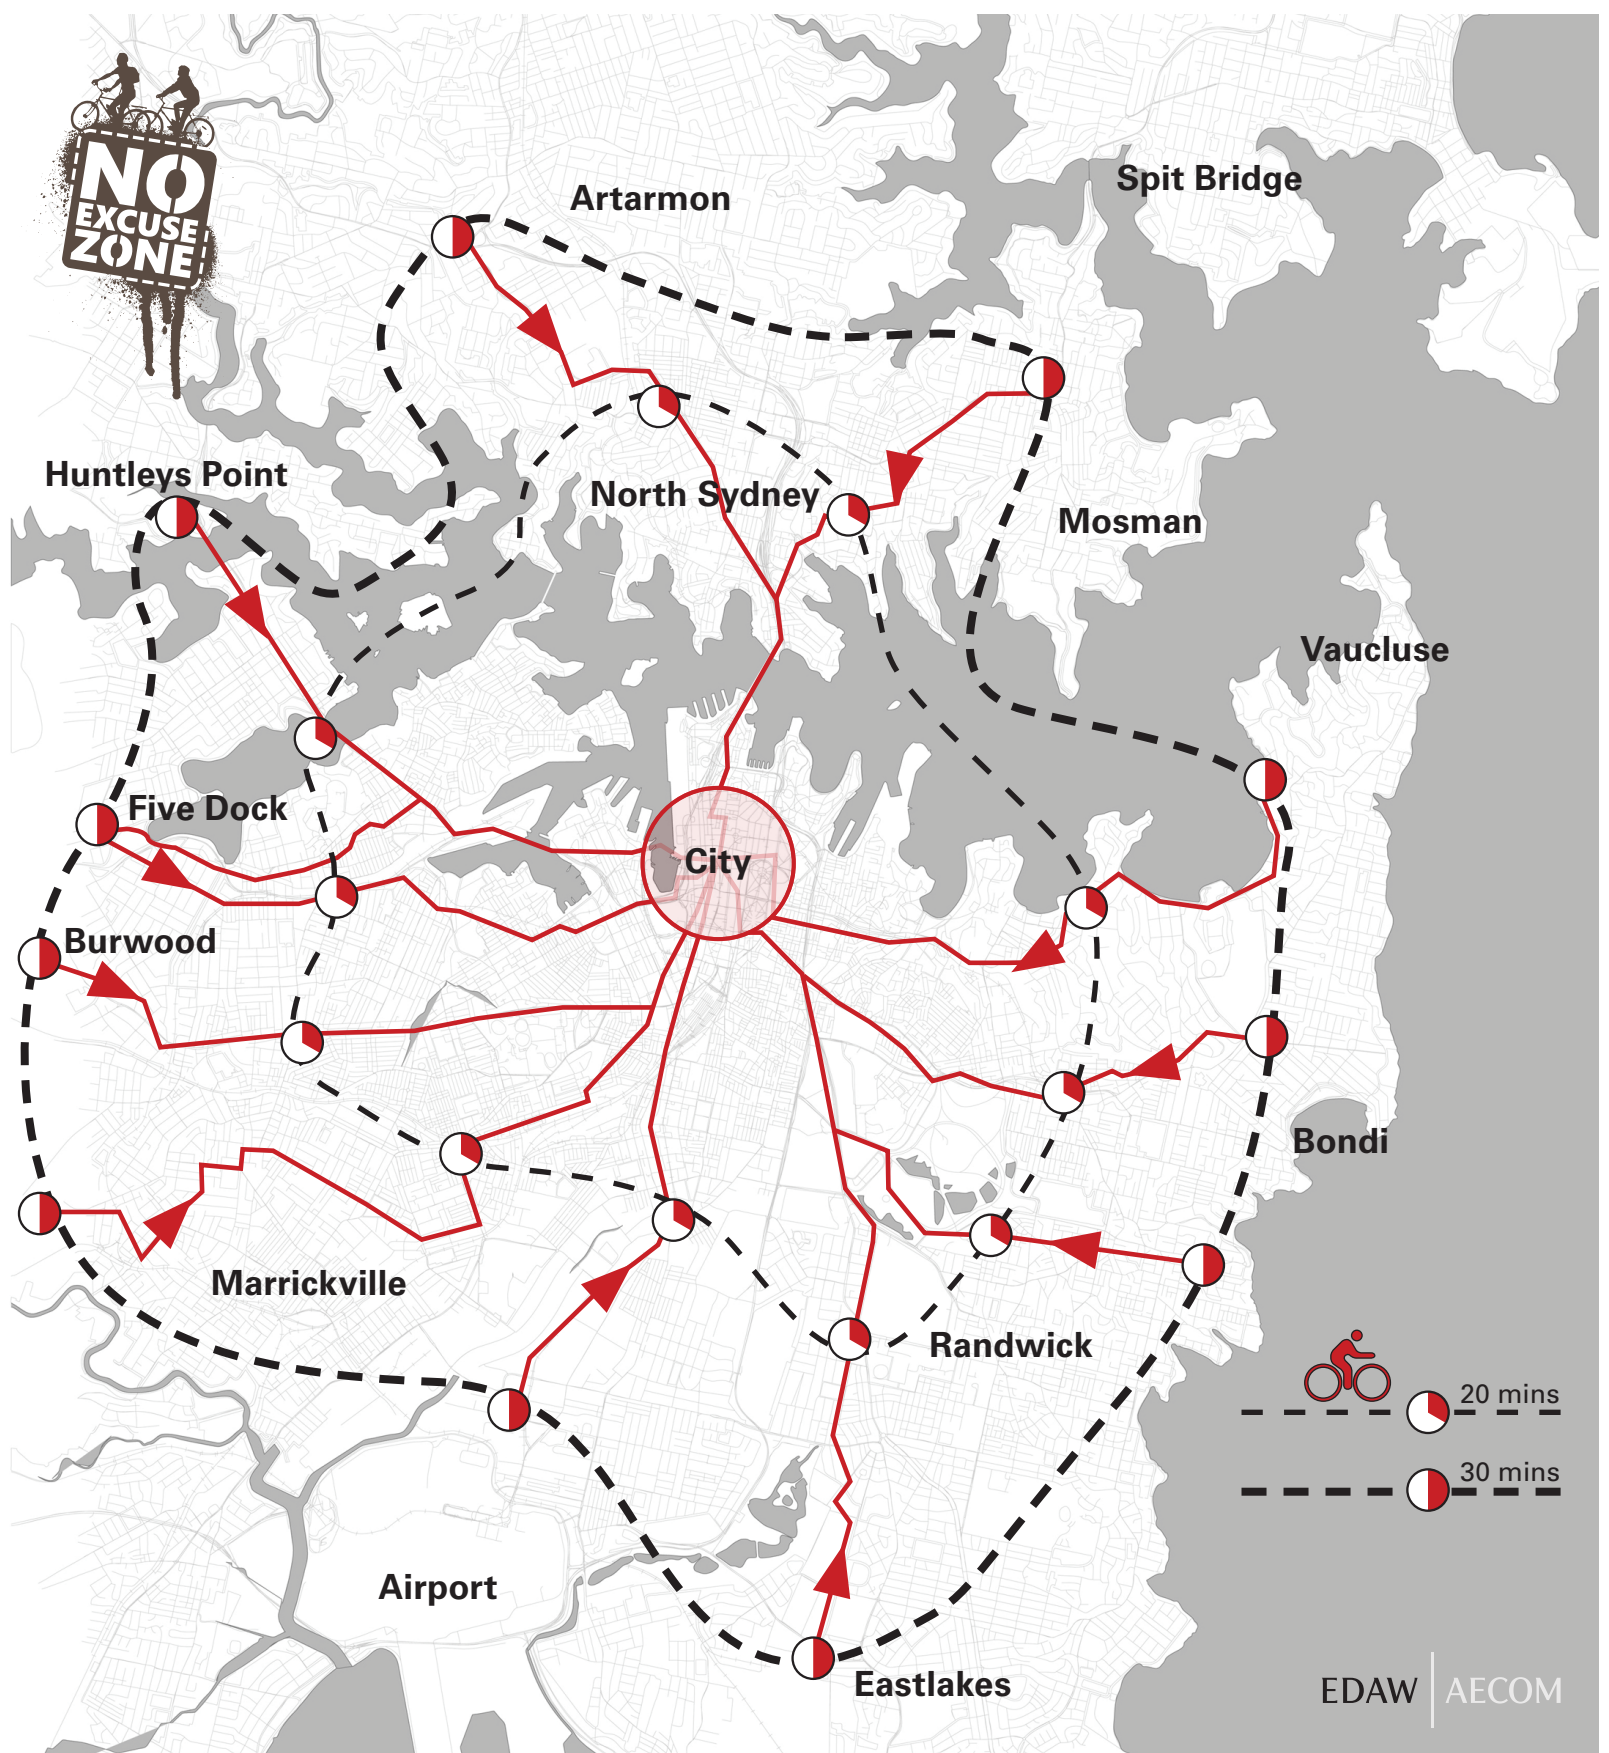 NO
EXCUSE
ZONE
Spit Bridge
Artarmon
Huntleys Point
North Sydney
Mosman
Vaucluse
Five Dock
City
Burwood
Bondi
Marrickville
Randwick
20 mins
30 mins
Airport
Eastlakes
EDAW | AECOM